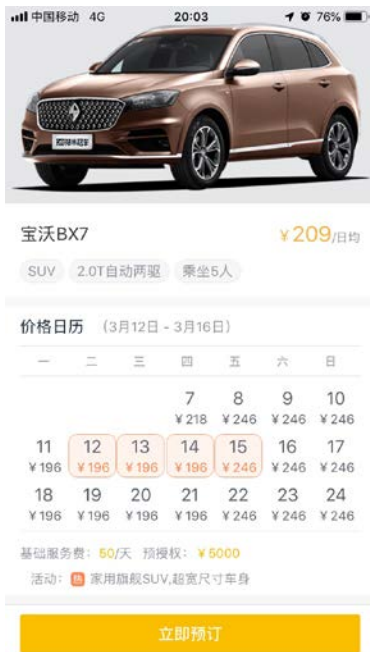 中国移动 4G 20:03 76%
宝沃BX7 ¥209/日均
SUV 2.0T自动两驱 乘坐5人
价格日历 (3月12日 - 3月16日)
一 二 三 四 五 六 日
7 8 9 10
¥218 ¥246 ¥246 ¥246
11 12 13 14 15 16 17
¥196 ¥196 ¥196 ¥196 ¥246 ¥246 ¥246
18 19 20 21 22 23 24
¥196 ¥196 ¥196 ¥196 ¥246 ¥246 ¥246
基础服务费: 50/天 预授权: ¥5000
活动: 热 家用旗舰SUV,超宽尺寸车身
立即预订